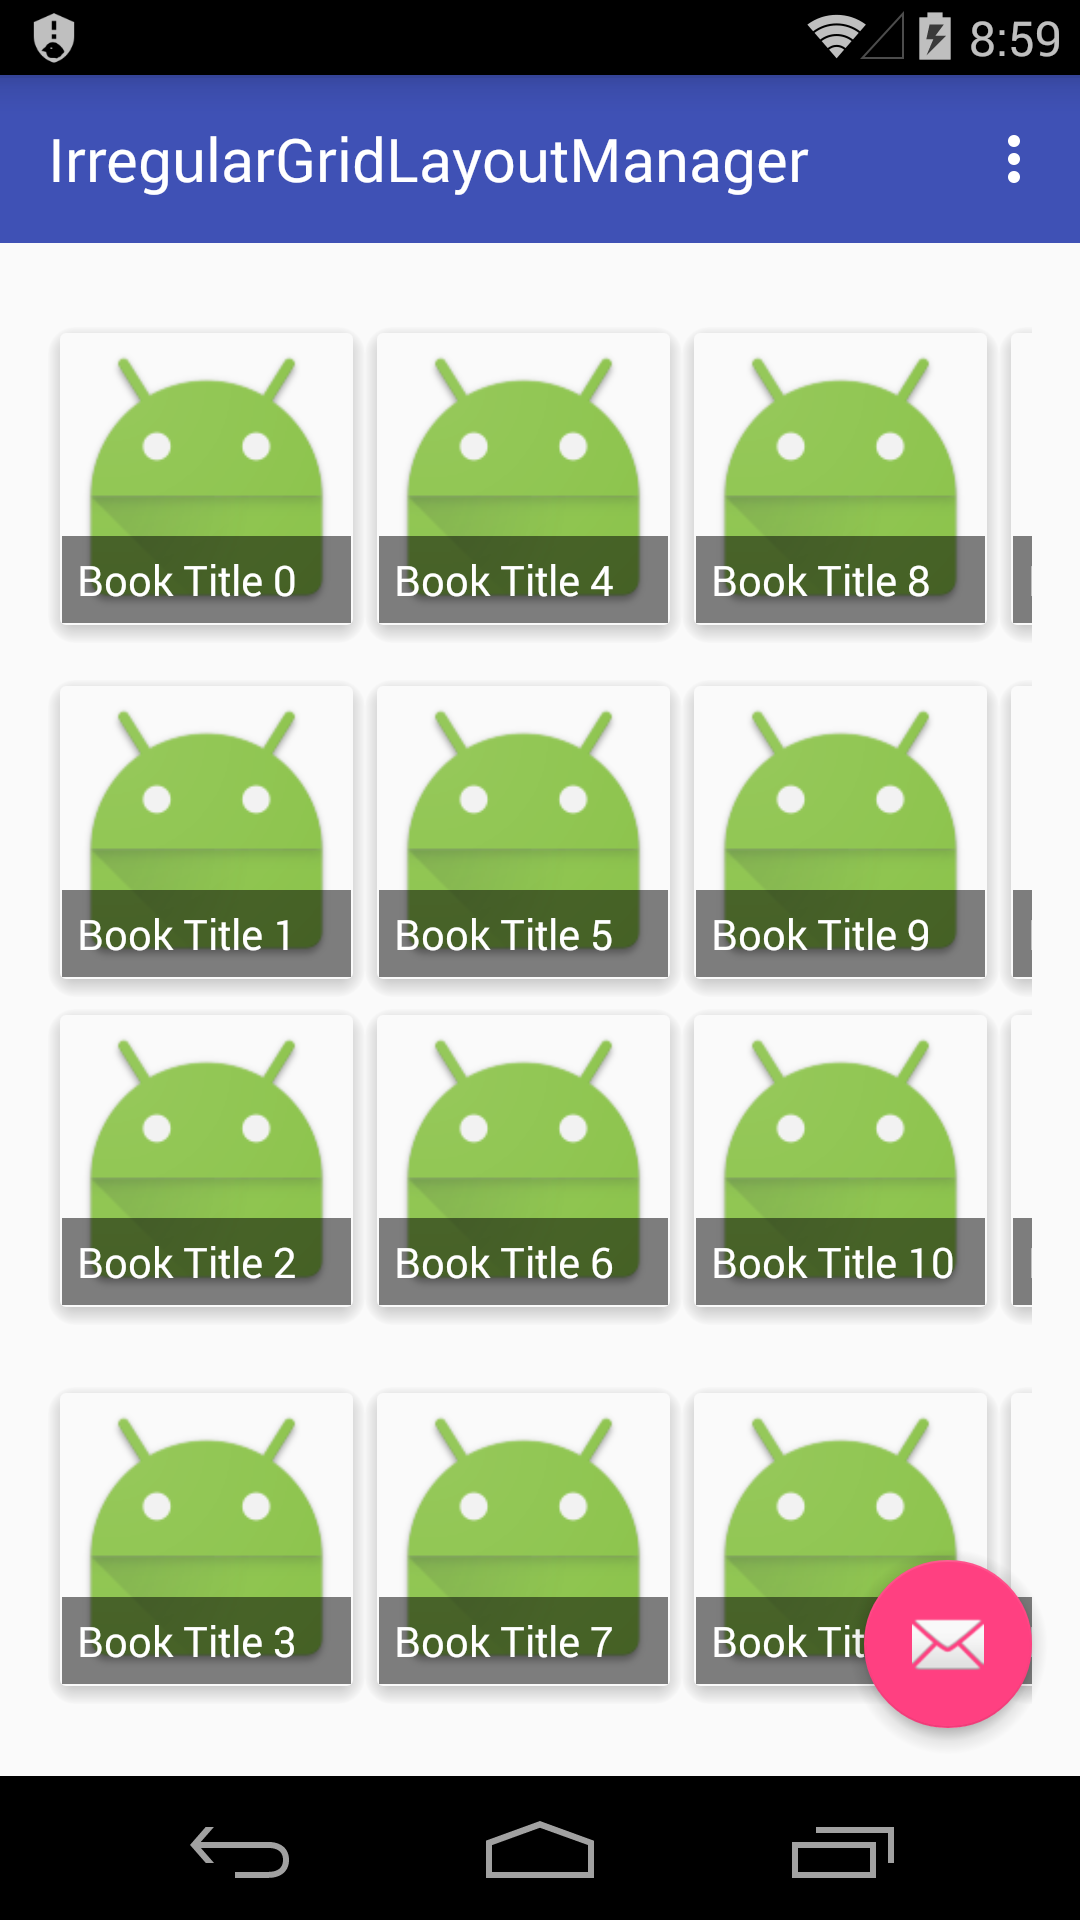 8:59
IrregularGridLayoutManager
Book Title 0
Book Title 4
Book Title 8
Book Title 1
Book Title 5
Book Title 9
Book Title 2
Book Title 6
Book Title 10
Book Title 3
Book Title 7
Book Tit